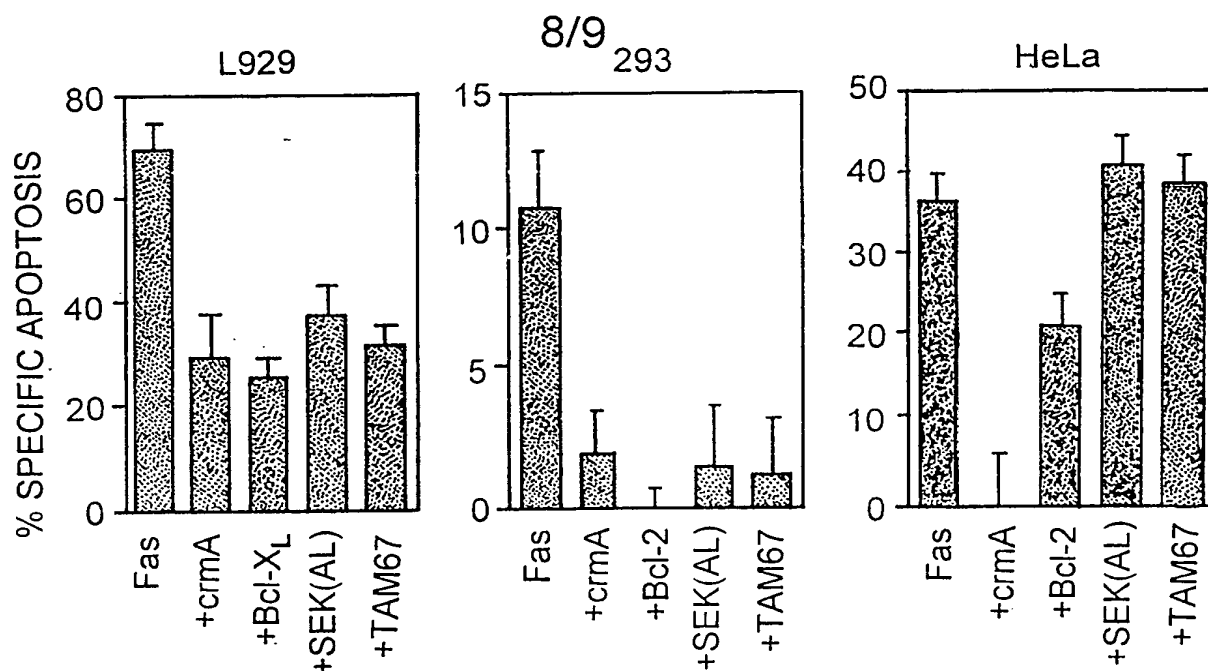 8/9
L929
293
HeLa
% SPECIFIC APOPTOSIS
80
60
40
20
0
Fas
+crmA
+Bcl-XL
+SEK(AL)
+TAM67
15
10
5
0
Fas
+crmA
+Bcl-2
+SEK(AL)
+TAM67
50
40
30
20
40
0
Fas
+crmA
+Bcl-2
+SEK(AL)
+TAM67